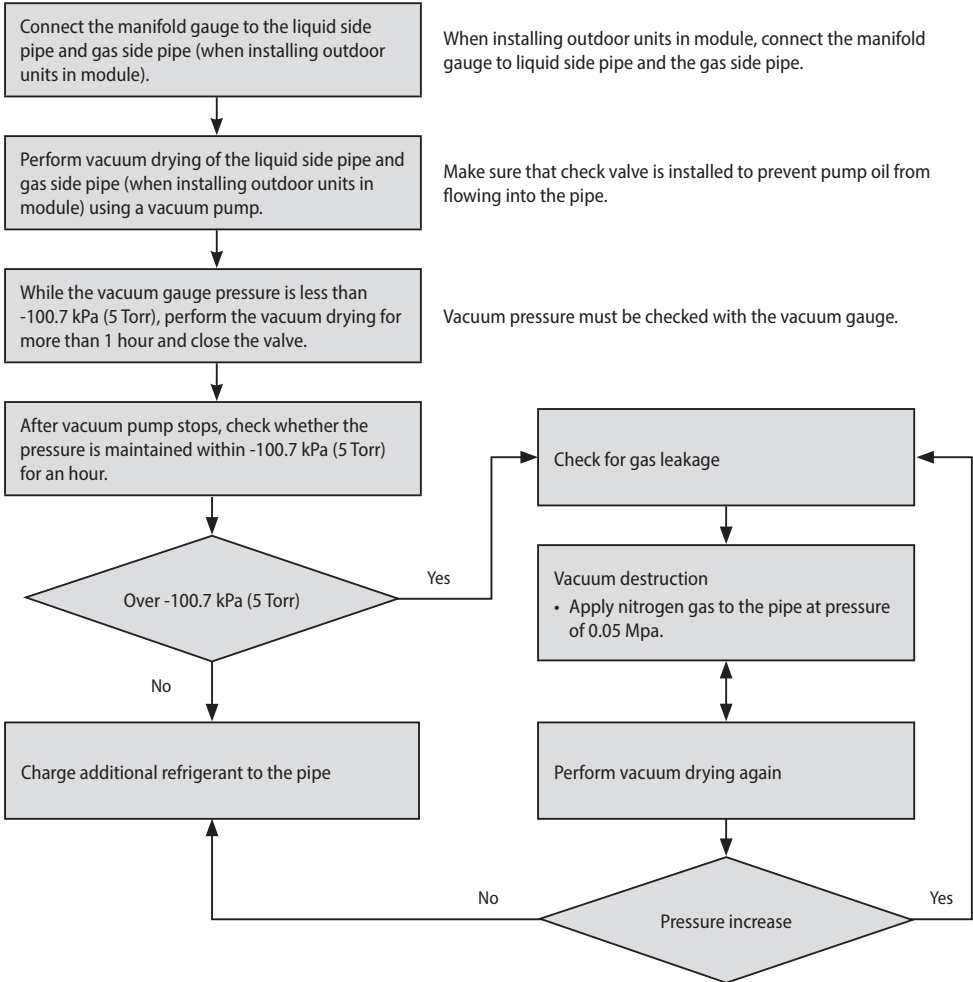 Connect the manifold gauge to the liquid side
pipe and gas side pipe (when installing outdoor
units in module).
When installing outdoor units in module, connect the manifold
gauge to liquid side pipe and the gas side pipe.
Perform vacuum drying of the liquid side pipe and
gas side pipe (when installing outdoor units in
module) using a vacuum pump.
Make sure that check valve is installed to prevent pump oil from
flowing into the pipe.
While the vacuum gauge pressure is less than
-100.7 kPa (5 Torr), perform the vacuum drying for
more than 1 hour and close the valve.
Vacuum pressure must be checked with the vacuum gauge.
After vacuum pump stops, check whether the
pressure is maintained within -100.7 kPa (5 Torr)
for an hour.
Check for gas leakage
Over -100.7 kPa (5 Torr)
Yes
Vacuum destruction
• Apply nitrogen gas to the pipe at pressure
of 0.05 Mpa.
No
Charge additional refrigerant to the pipe
Perform vacuum drying again
No
Yes
Pressure increase